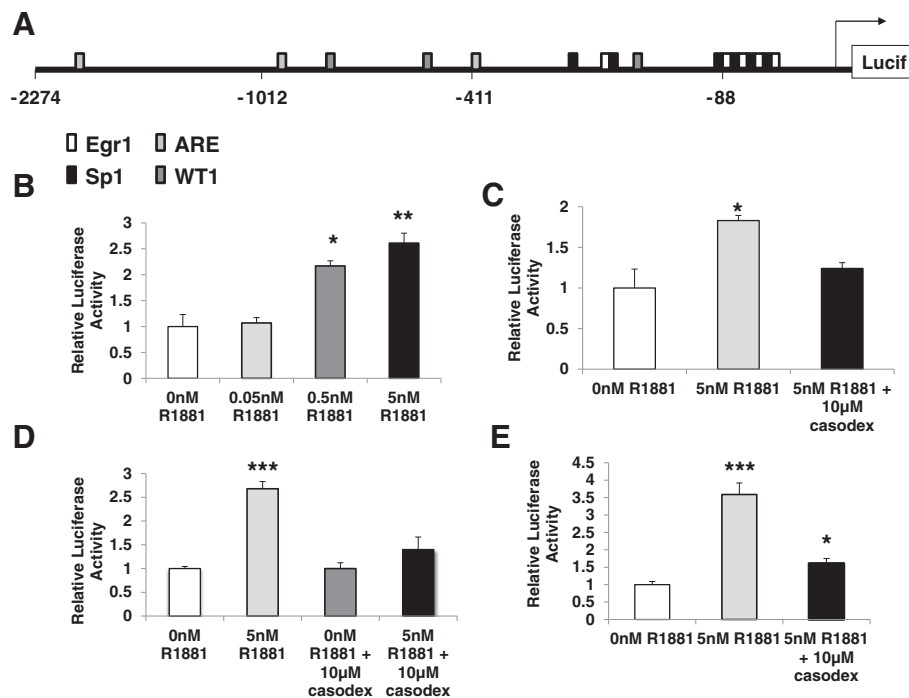 A
Lucif
-2274
-1012
-411
-88
Egr1
ARE
Sp1
WT1
B
Relative Luciferase
Activity
3
2.5
2
1.5
1
0.5
0
*
**
0nM
R1881
0.05nM
R1881
0.5nM
R1881
5nM
R1881
C
Relative Luciferase
Activity
2
1.5
1
0.5
0
*
0nM R1881
5nM R1881
5nM R1881 +
10µM
casodex
D
Relative Luciferase
Activity
3
2.5
2
1.5
1
0.5
0
***
0nM
R1881
5nM
R1881
0nM
R1881 +
10µM
casodex
5nM
R1881 +
10µM
casodex
E
Relative Luciferase
Activity
4.5
4
3.5
3
2.5
2
1.5
1
0.5
0
***
*
0nM R1881
5nM R1881
5nM R1881
+ 10µM
casodex